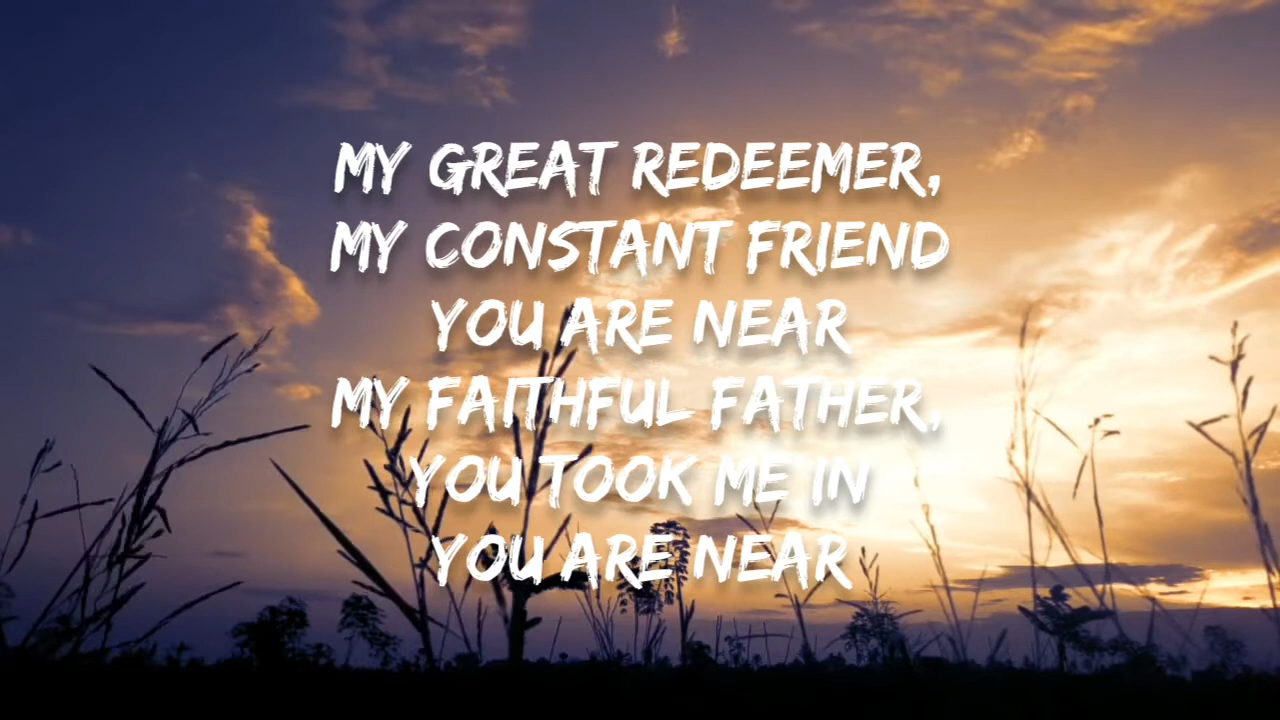 MY GREAT REDEEMER,
MY CONSTANT FRIEND
YOU ARE NEAR
MY FAITHFUL FATHER,
YOU TOOK ME IN
YOU ARE NEAR